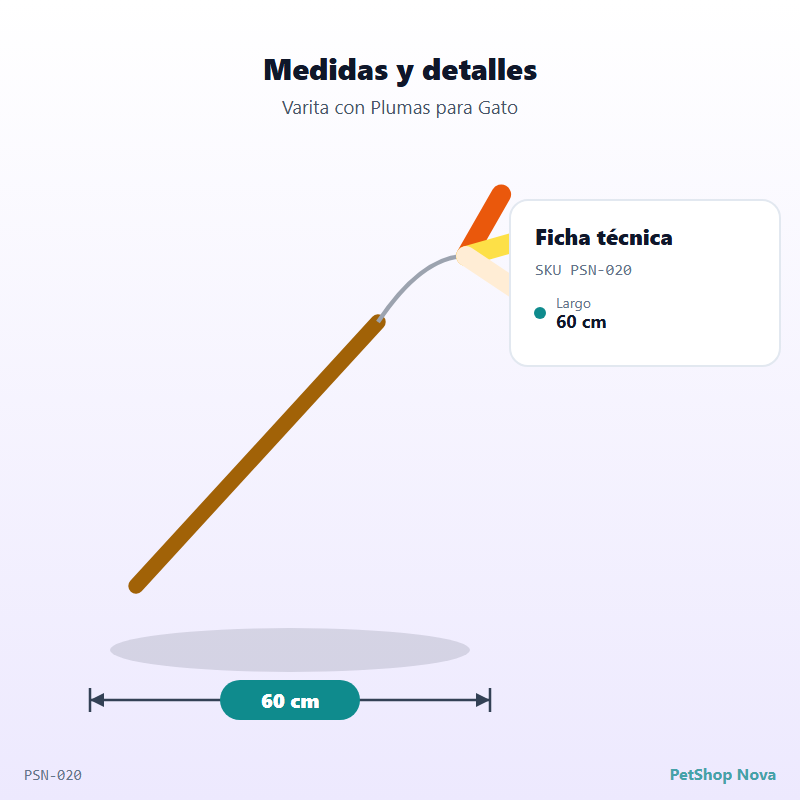 Medidas y detalles
Varita con Plumas para Gato
Ficha técnica
SKU PSN-020
Largo
60 cm
60 cm
PSN-020
PetShop Nova